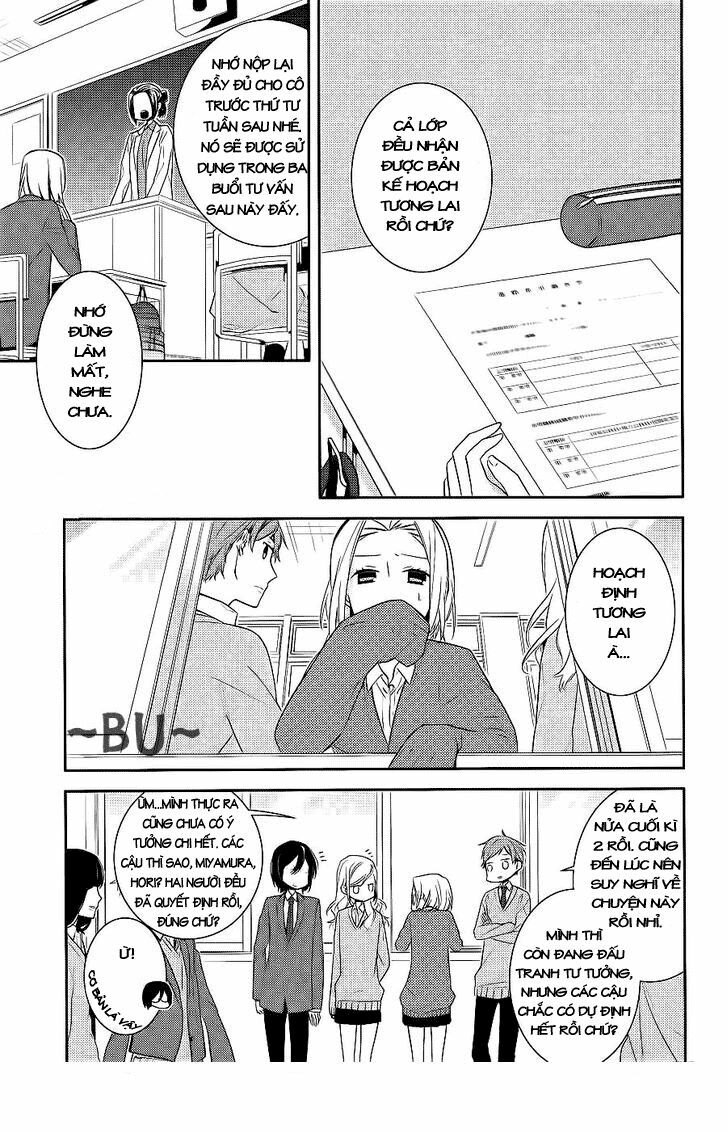 CẢ LỚP
ĐỀU NHẬN
ĐƯỢC BẢN
KẾ HOẠCH
TƯƠNG LAI
RỒI CHỨ?
NHỚ NỘP LẠI
ĐẦY ĐỦ CHO CÔ
TRƯỚC THỨ TƯ
TUẦN SAU NHÉ.
NÓ SẼ ĐƯỢC SỬ
DỤNG TRONG BA
BUỔI TƯ VẤN
SAU NÀY ĐẤY.
NHỚ
ĐỪNG
LÀM
MẤT,
NGHE
CHƯA.
HOẠCH
ĐỊNH
TƯƠNG
LAI
À...
~BU~
ĐÃ LÀ
NỬA CUỐI KÌ
2 RỒI. CŨNG
ĐẾN LÚC NÊN
SUY NGHĨ VỀ
CHUYỆN NÀY
RỒI NHỈ.
MÌNH THÌ
CÒN ĐANG ĐẤU
TRANH TƯ TƯỞNG,
NHƯNG CÁC CẬU
CHẮC CÓ DỰ ĐỊNH
HẾT RỒI CHỨ?
ỪM...MÌNH THỰC RA
CŨNG CHƯA CÓ Ý
TƯỞNG CHI HẾT. CÁC
CẬU THÌ SAO, MIYAMURA,
HORI? HAI NGƯỜI ĐỀU
ĐÃ QUYẾT ĐỊNH RỒI,
ĐÚNG CHỨ?
Ừ!
CƠ BẢN LÀ VẬY...